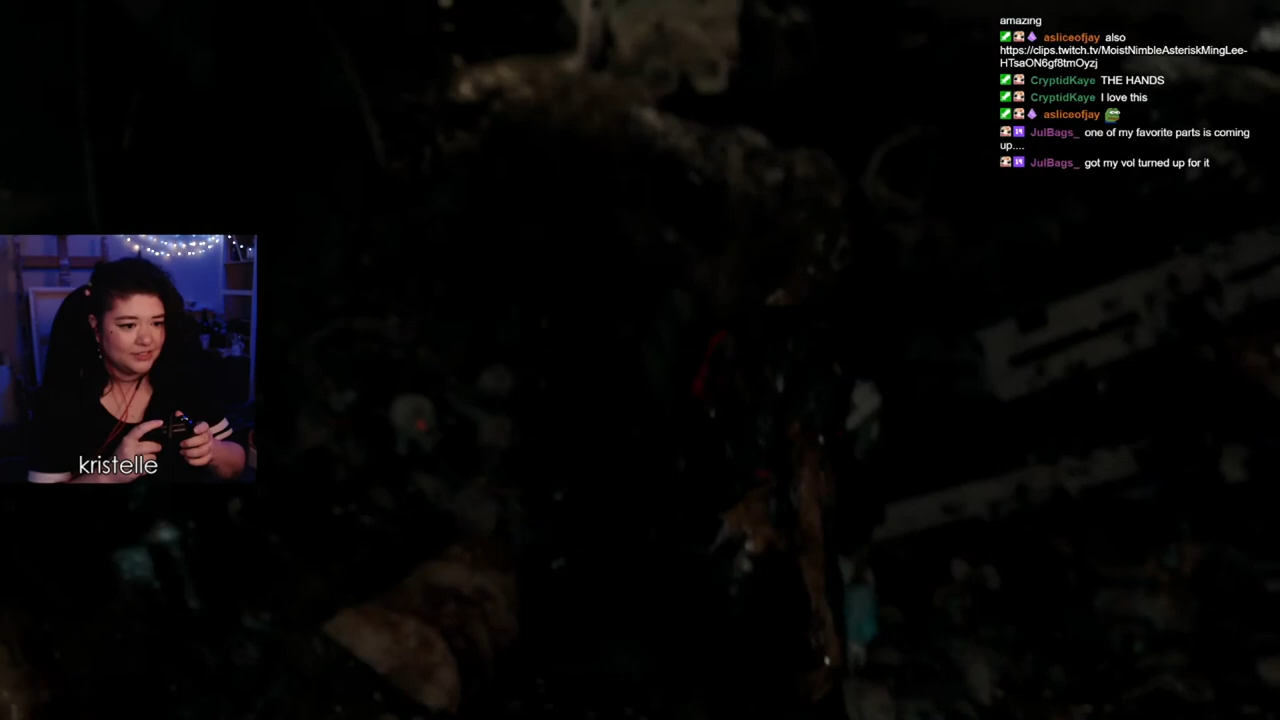 amazing
asliceofjay also
https://clips.twitch.tv/MoistNimbleAsteriskMingLee-
HTsaON6gf8tmOyzj
CryptidKaye THE HANDS
CryptidKaye I love this
asliceofjay
JulBags_ one of my favorite parts is coming
up....
JulBags_ got my vol turned up for it
kristelle